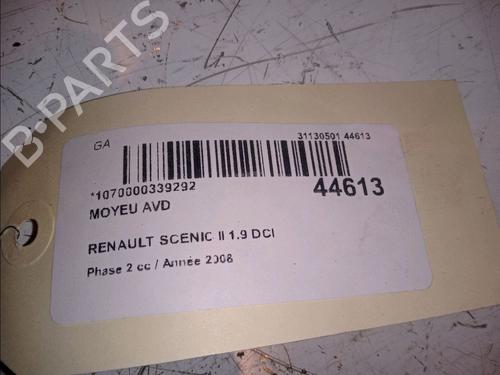 B-PARTS
GA
31130501 44613
*1070000339292
44613
MOYEU AVD
RENAULT SCENIC II 1.9 DCI
Phase 2 cc / Année 2008